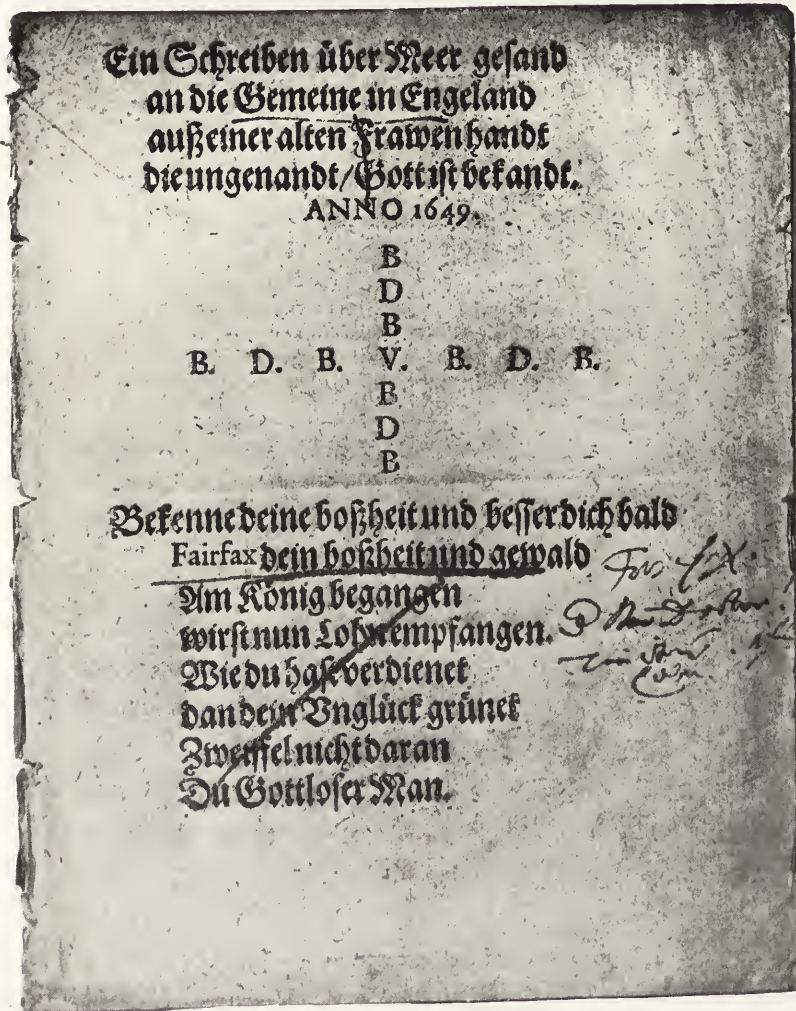 Ein Schreiben über Meer gesand
an die Gemeine in Engeland
auß einer alten Frawen handt
die ungenandt/ Gott ist bekandt.
ANNO 1649.
B
D
B
B. D. B. V. B. D. B.
B
D
B
Bekenne deine boßheit und besser dich bald
Fairfax dein boßheit und gewald
Am König begangen
wirst nun Lohn empfangen.
Wie du hast verdienet
dan dein Vnglück grünet
Zweiffel nicht daran
Du Gottloser Man.